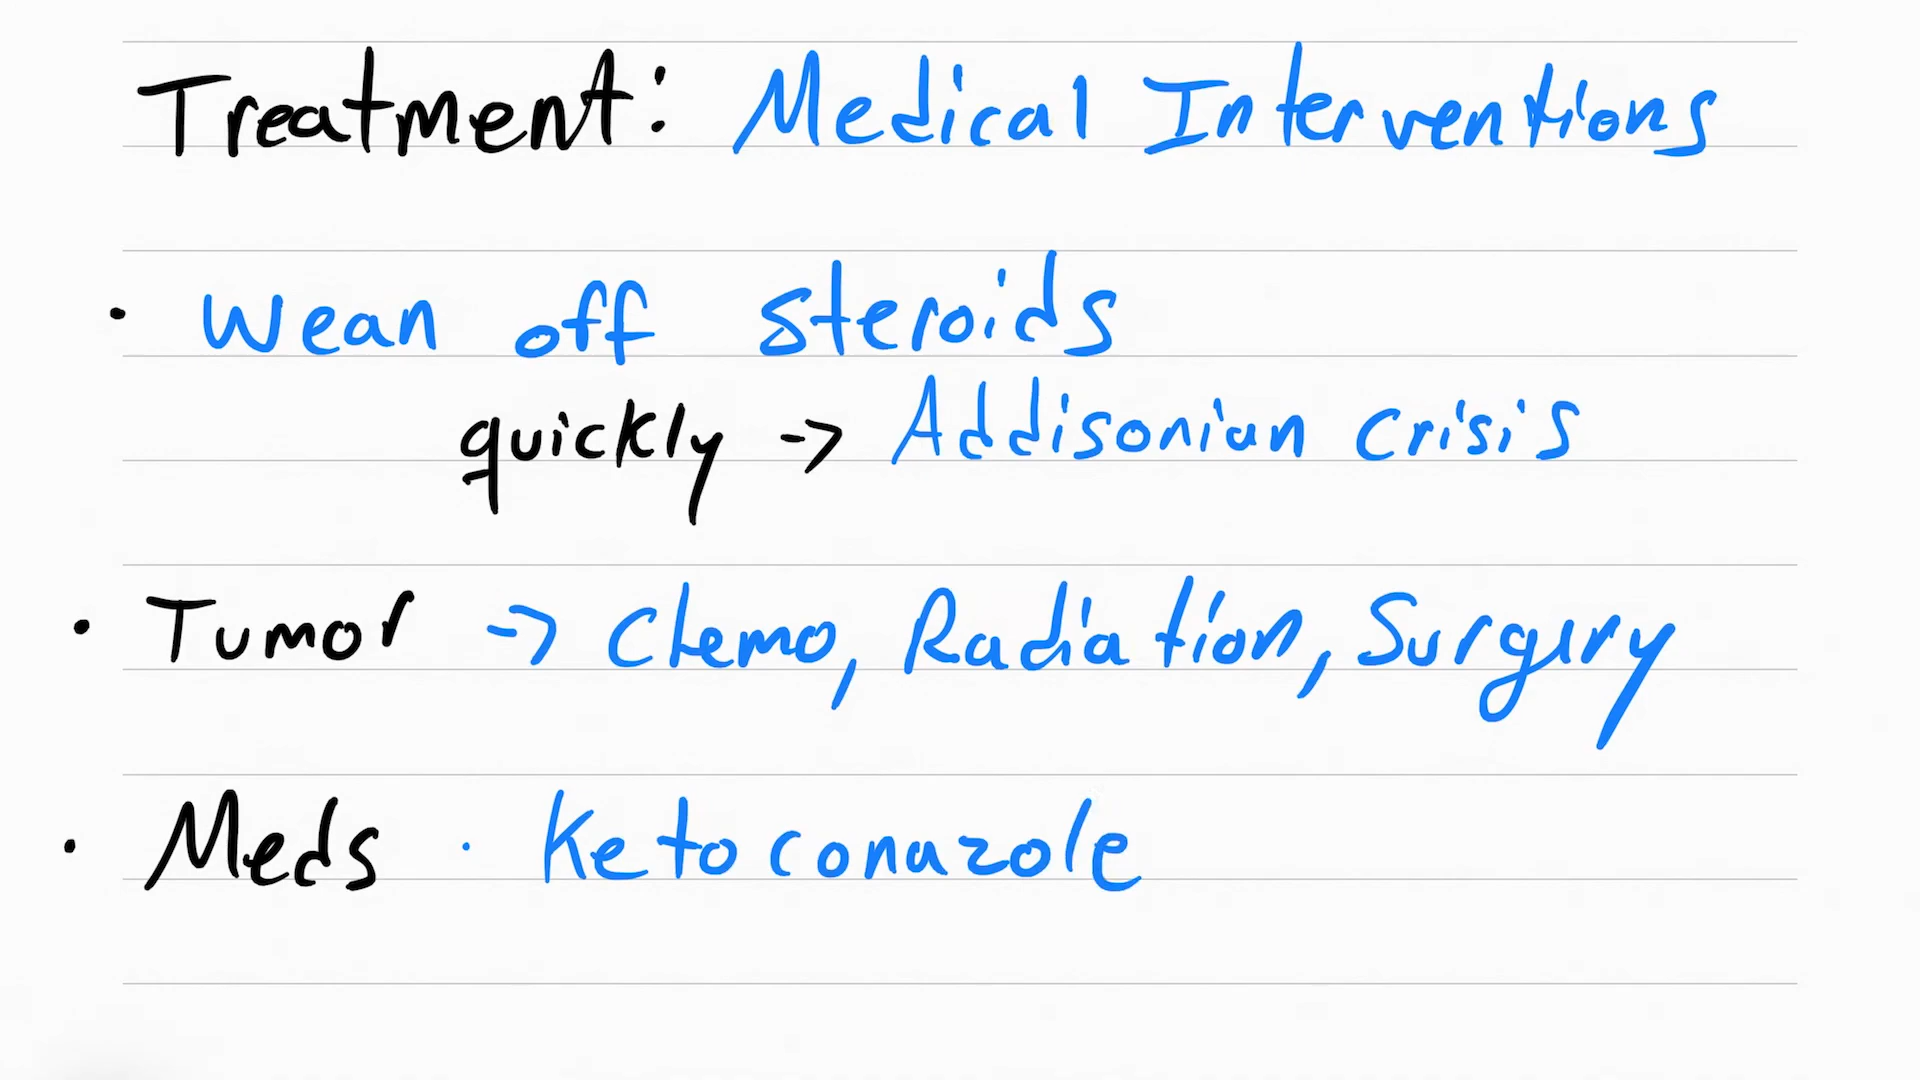 Treatment: Medical Interventions
• Wean off steroids
quickly -> Addisonian crisis
• Tumor -> Chemo, Radiation, Surgery
• Meds • Ketoconazole